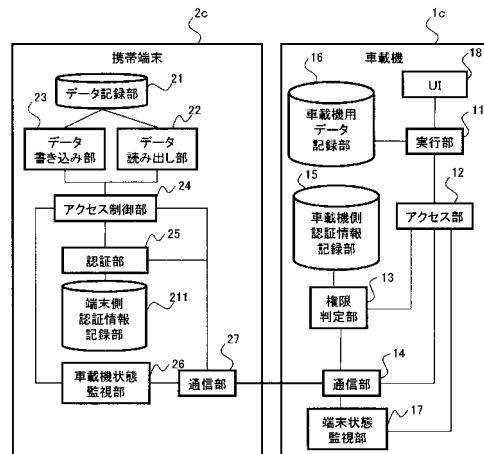 2c
携帯端末
21
データ記録部
23
データ
書き込み部
22
データ
読み出し部
24
アクセス制御部
25
認証部
211
端末側
認証情報
記録部
26
車載機状態
監視部
27
通信部
1c
車載機
16
車載機用
データ
記録部
18
UI
11
実行部
15
車載機側
認証情報
記録部
12
アクセス部
13
権限
判定部
14
通信部
17
端末状態
監視部